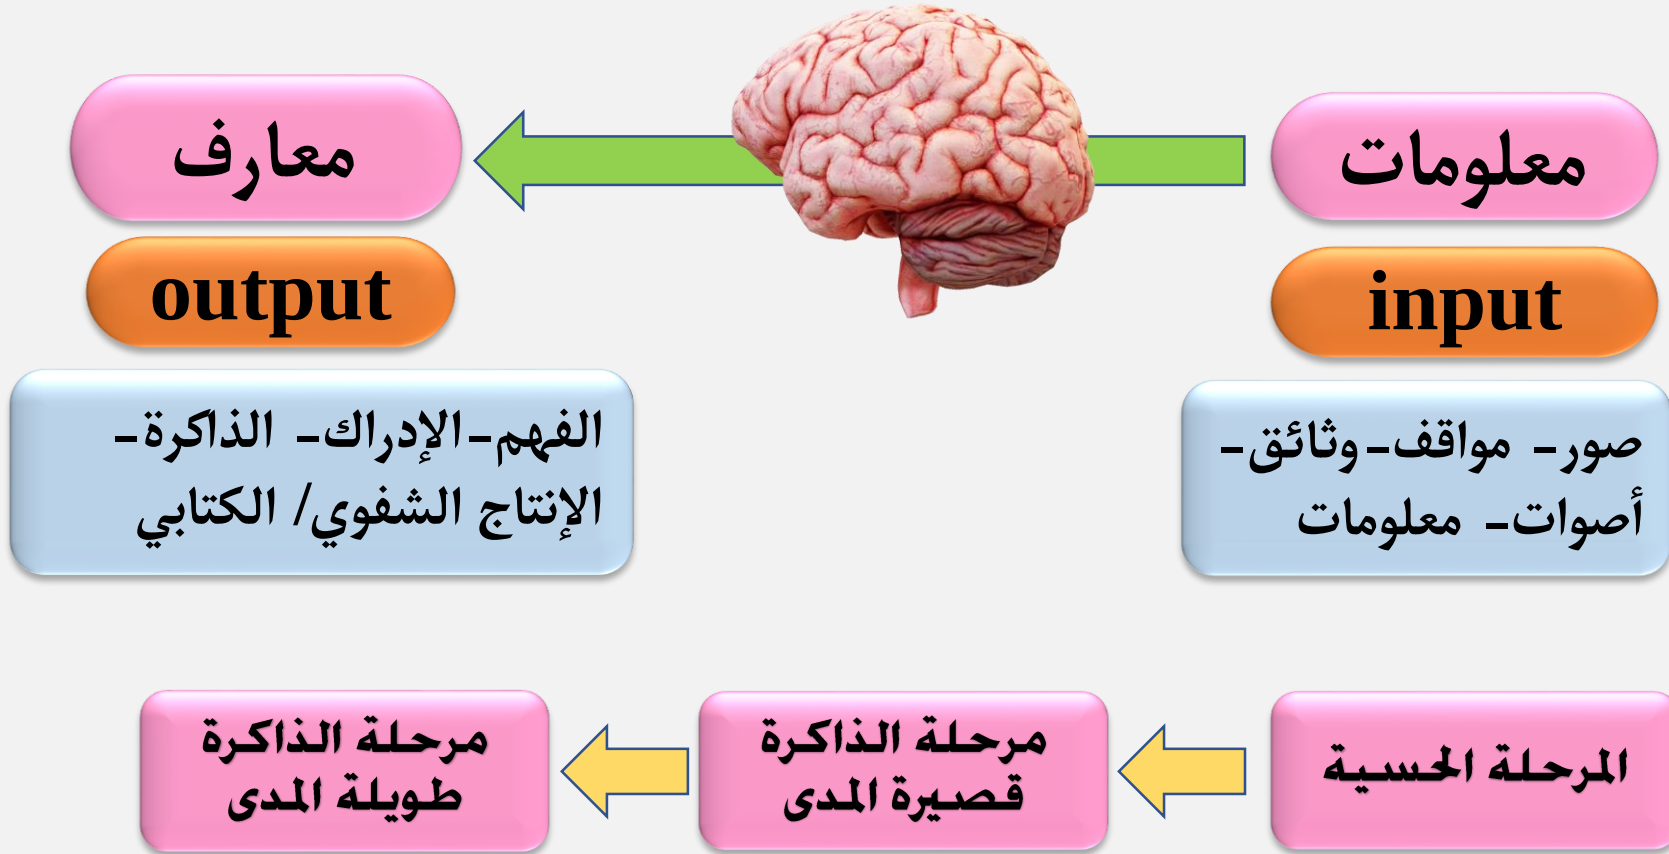 معلومات
معارف
input
output
صور- مواقف-وثائق-
أصوات- معلومات
الفهم-الإدراك- الذاكرة-
الإنتاج الشفوي/ الكتابي
المرحلة الحسية
مرحلة الذاكرة
قصيرة المدى
مرحلة الذاكرة
طويلة المدى